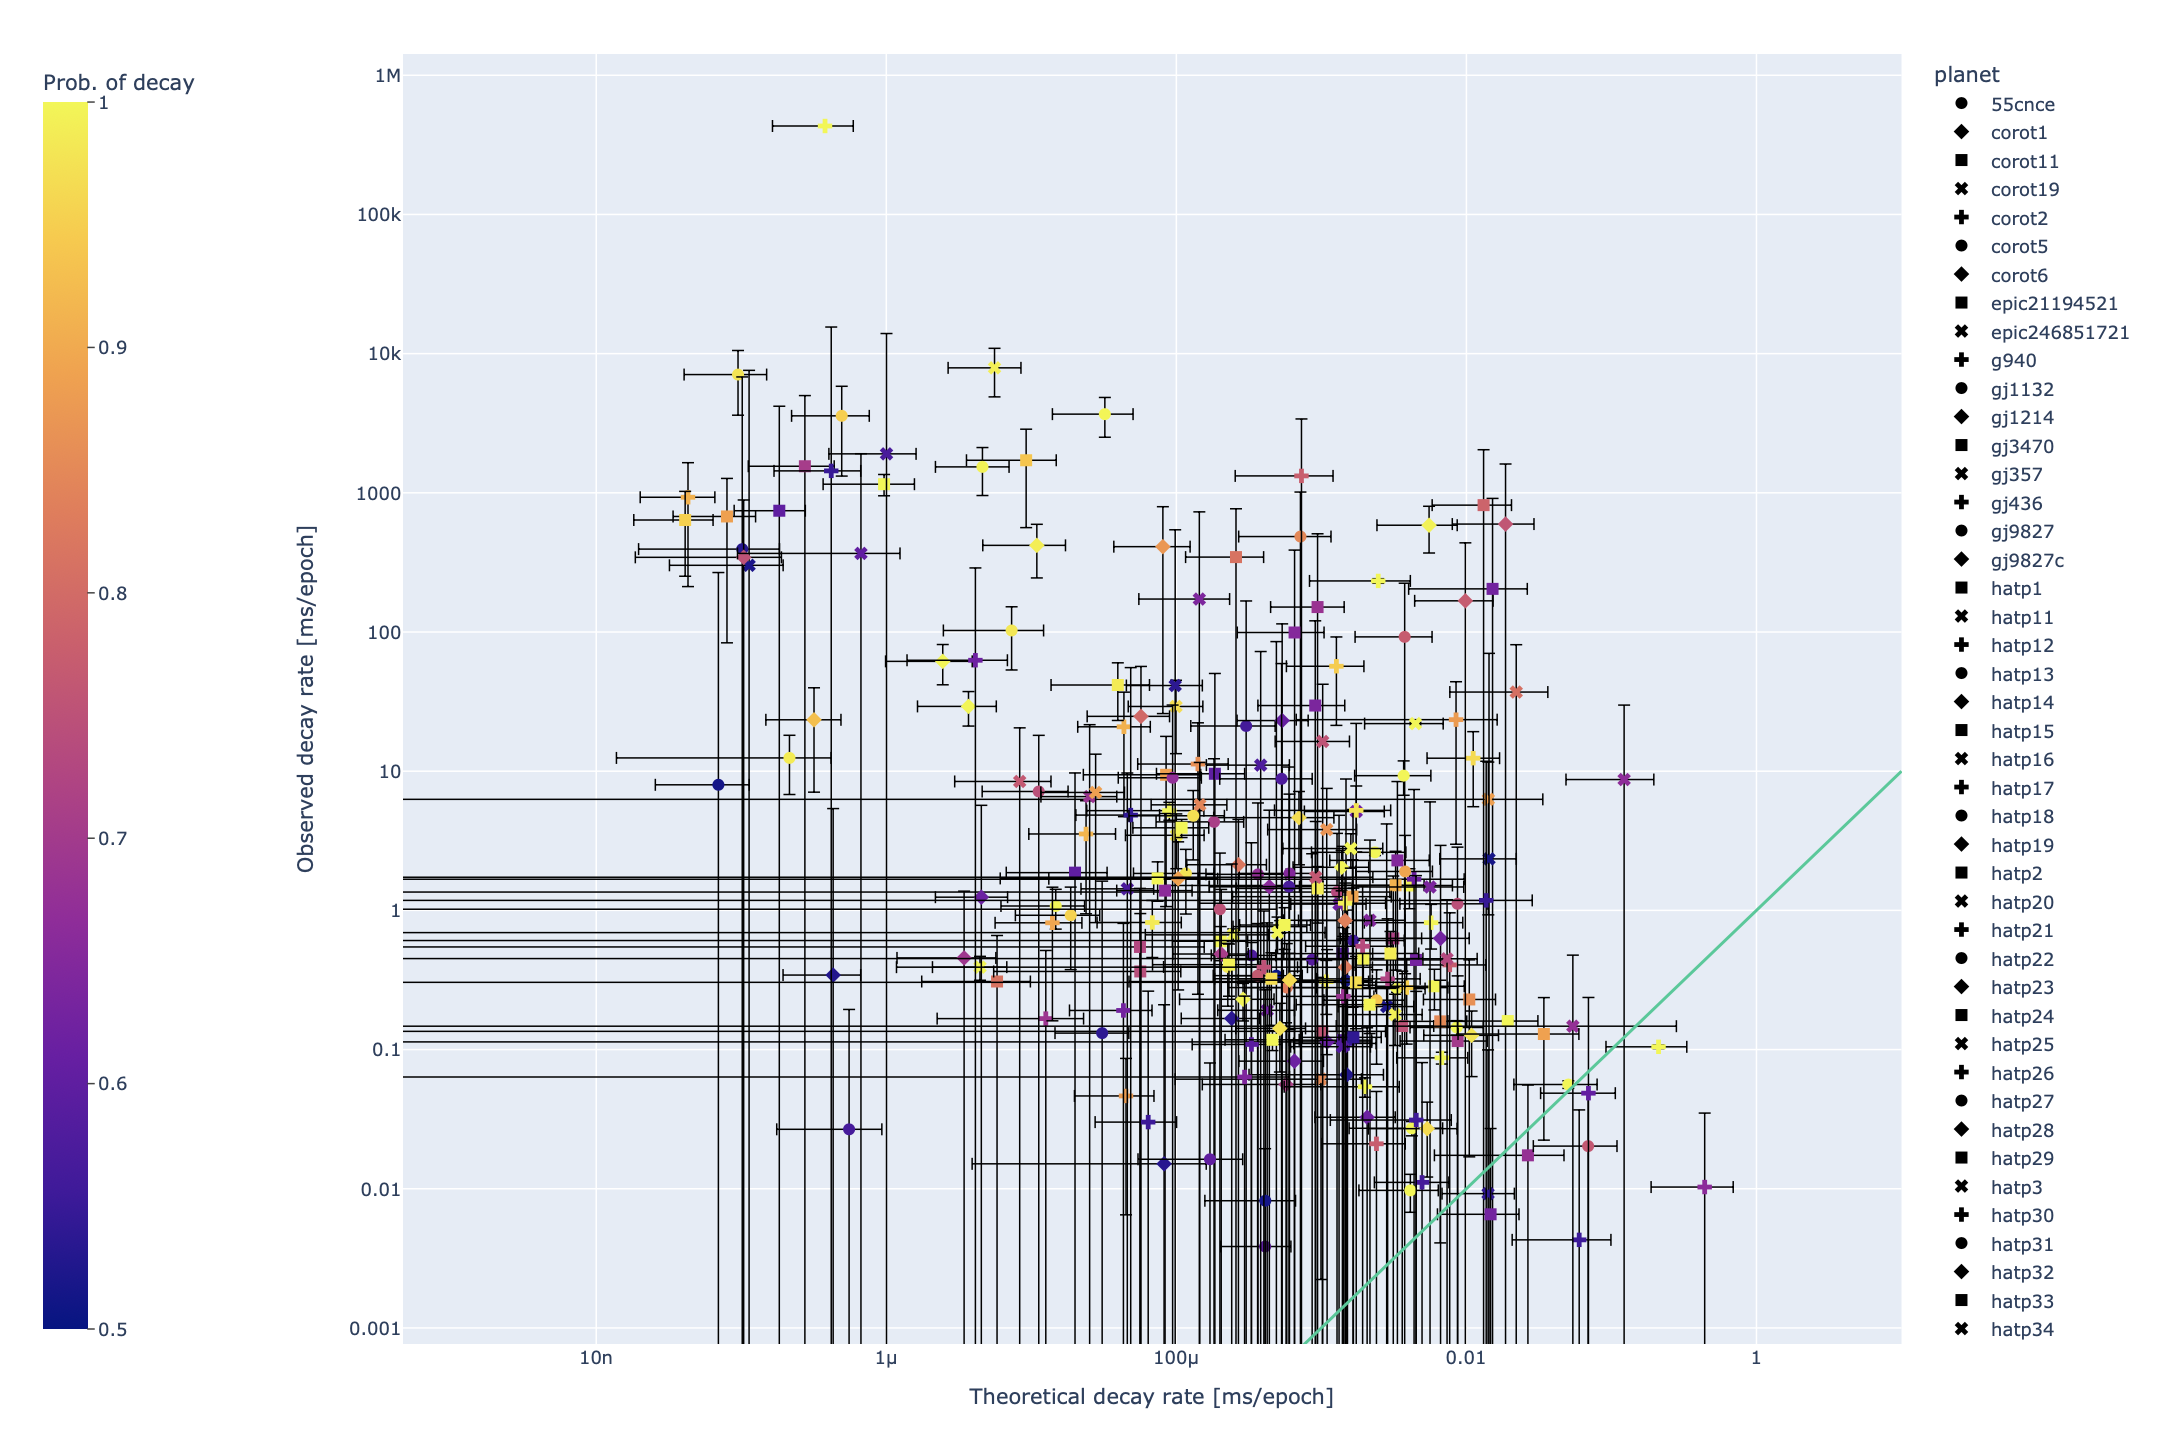 Prob. of decay
1
0.9
0.8
0.7
0.6
0.5
Observed decay rate [ms/epoch]
1M
100k
10k
1000
100
10
1
0.1
0.01
0.001
10n
1μ
100μ
0.01
1
Theoretical decay rate [ms/epoch]
planet
55cnce
corot1
corot11
corot19
corot2
corot5
corot6
epic21194521
epic246851721
g940
gj1132
gj1214
gj3470
gj357
gj436
gj9827
gj9827c
hatp1
hatp11
hatp12
hatp13
hatp14
hatp15
hatp16
hatp17
hatp18
hatp19
hatp2
hatp20
hatp21
hatp22
hatp23
hatp24
hatp25
hatp26
hatp27
hatp28
hatp29
hatp3
hatp30
hatp31
hatp32
hatp33
hatp34